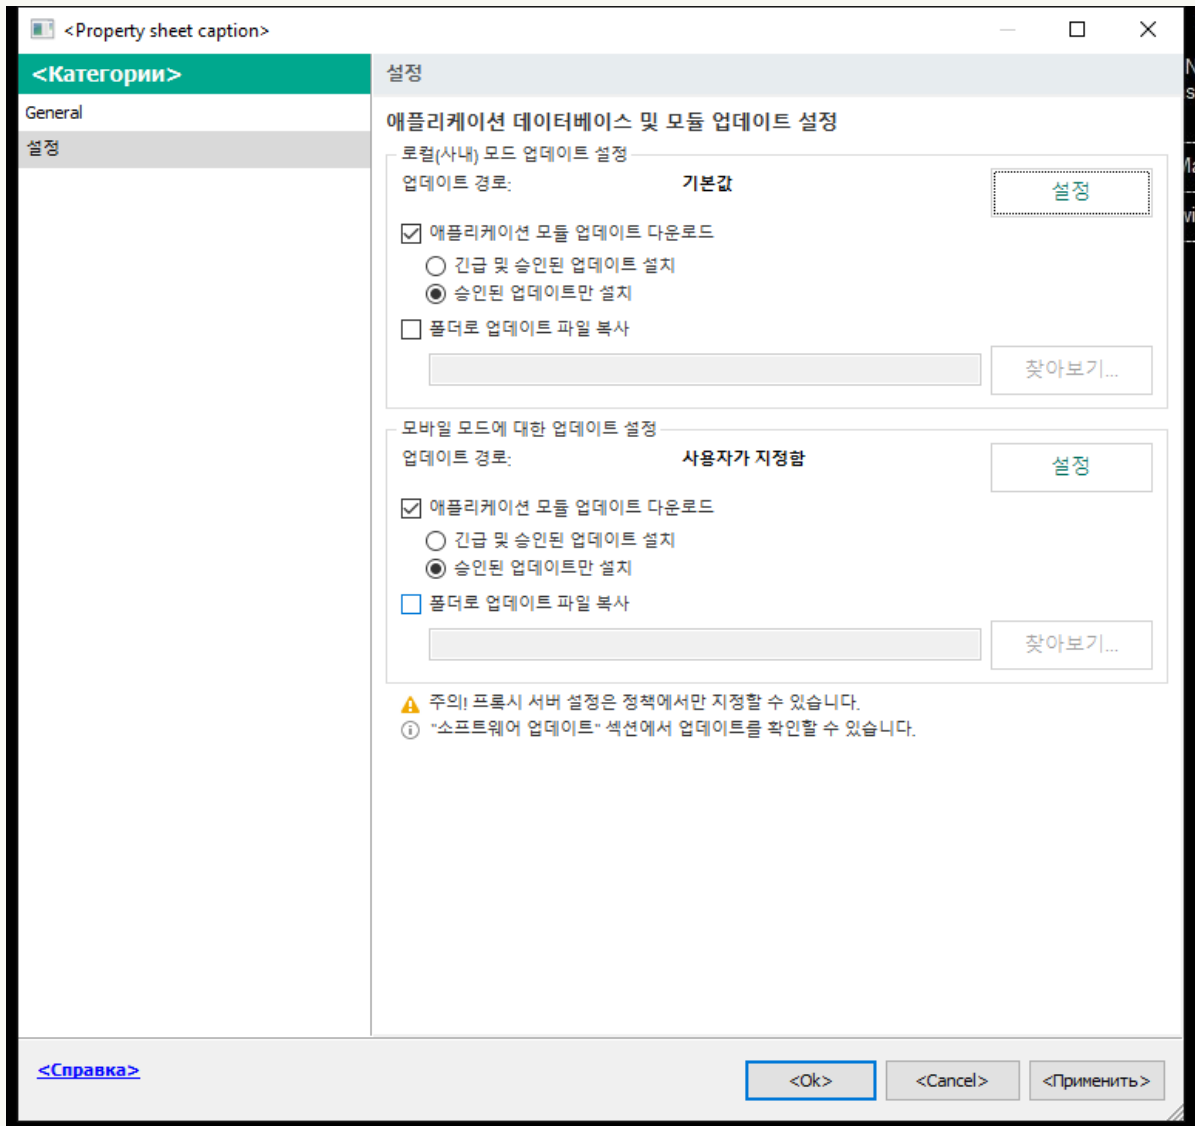 <Property sheet caption>
<Категории>
General
설정
설정
애플리케이션 데이터베이스 및 모듈 업데이트 설정
로컬(사내) 모드 업데이트 설정
업데이트 경로: 기본값 설정
애플리케이션 모듈 업데이트 다운로드
긴급 및 승인된 업데이트 설치
승인된 업데이트만 설치
폴더로 업데이트 파일 복사
찾아보기...
모바일 모드에 대한 업데이트 설정
업데이트 경로: 사용자가 지정함 설정
애플리케이션 모듈 업데이트 다운로드
긴급 및 승인된 업데이트 설치
승인된 업데이트만 설치
폴더로 업데이트 파일 복사
찾아보기...
주의! 프록시 서버 설정은 정책에서만 지정할 수 있습니다.
"소프트웨어 업데이트" 섹션에서 업데이트를 확인할 수 있습니다.
<Справка>
<Ok> <Cancel> <Применить>